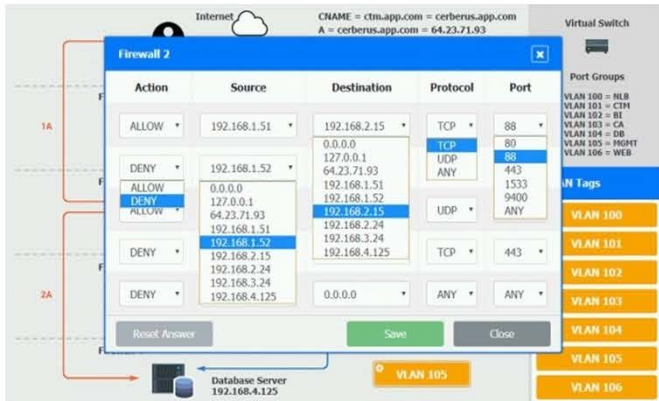 Internet
CNAME = ctm.app.com = cerberus.app.com
A = cerberus.app.com = 64.23.71.93
Virtual Switch
Port Groups
VLAN 100 = NLB
VLAN 101 = CTM
VLAN 102 = BI
VLAN 103 = CA
VLAN 104 = DB
VLAN 105 = MGMT
VLAN 106 = WEB
Firewall 2
Action Source Destination Protocol Port
ALLOW 192.168.1.51 192.168.2.15 TCP 88
DENY 192.168.1.52
ALLOW
DENY
ALLOW
0.0.0.0
127.0.0.1
64.23.71.93
192.168.1.51
192.168.1.52
192.168.2.15
192.168.2.24
192.168.3.24
192.168.4.125
0.0.0.0
127.0.0.1
64.23.71.93
192.168.1.51
192.168.1.52
192.168.2.15
192.168.2.24
192.168.3.24
192.168.4.125
TCP
UDP
ANY
80
88
443
1533
9400
ANY
UDP
DENY TCP 443
DENY 0.0.0.0 ANY ANY
Reset Answer Save Close
1A
2A
F
F
F
F
AN Tags
VLAN 100
VLAN 101
VLAN 102
VLAN 103
VLAN 104
VLAN 105
VLAN 106
Database Server
192.168.4.125
VLAN 105